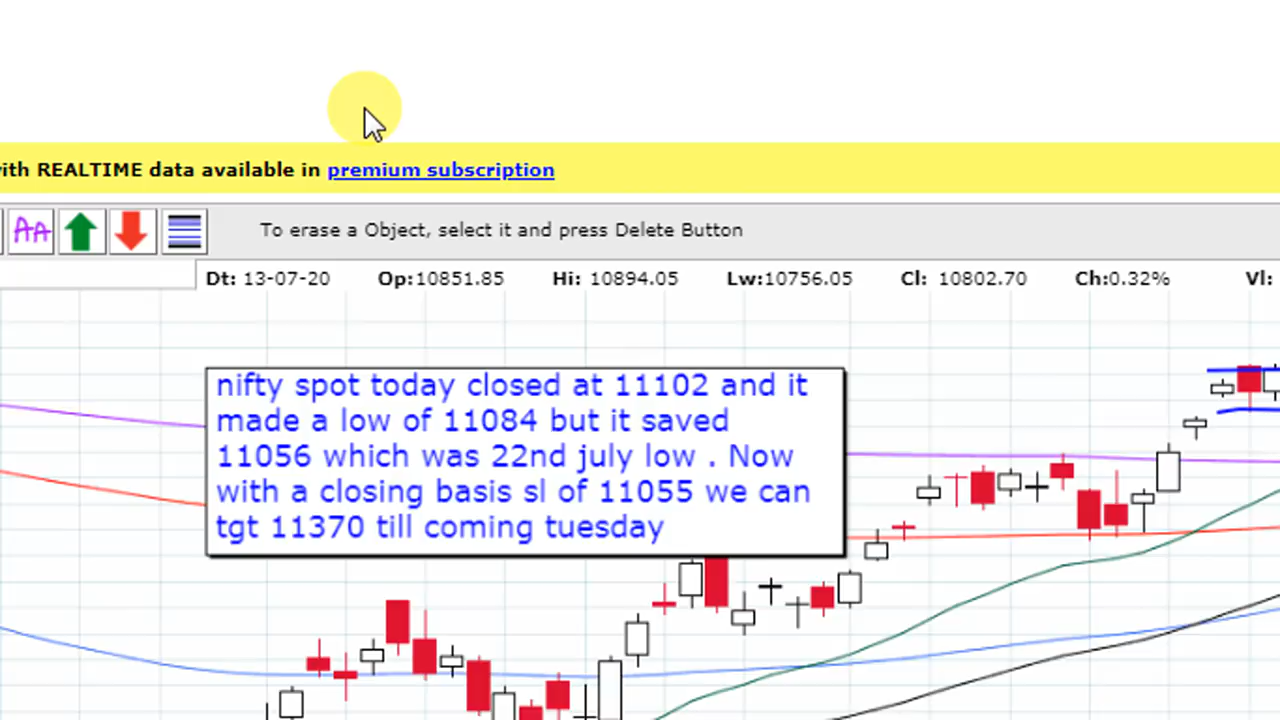 ith REALTIME data available in premium subscription
AA
To erase a Object, select it and press Delete Button
Dt: 13-07-20 Op:10851.85 Hi: 10894.05 Lw:10756.05 Cl: 10802.70 Ch:0.32% Vl:
nifty spot today closed at 11102 and it
made a low of 11084 but it saved
11056 which was 22nd july low . Now
with a closing basis sl of 11055 we can
tgt 11370 till coming tuesday